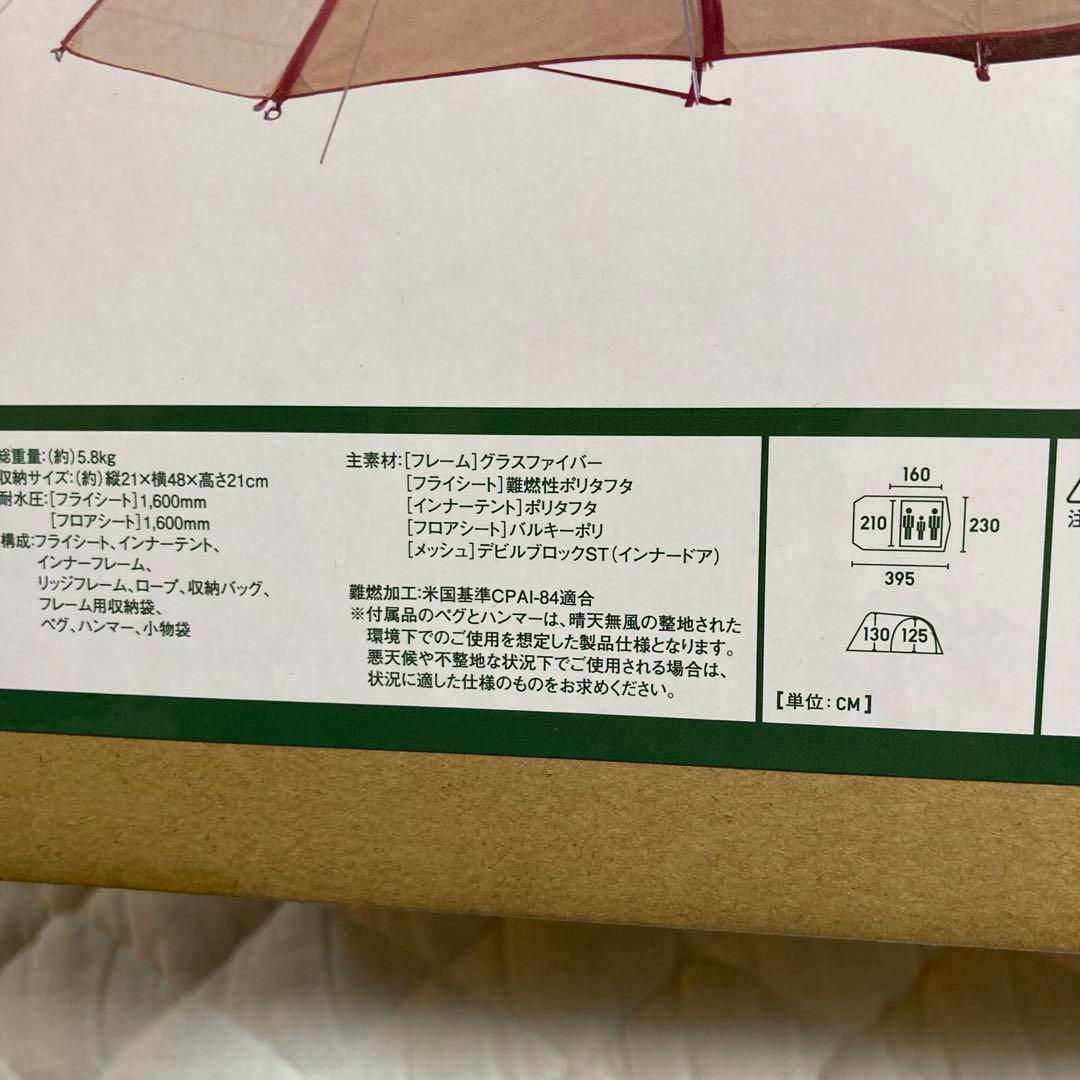 総重量:(約)5.8kg
収納サイズ:(約)縦21×横48×高さ21cm
耐水圧:[フライシート]1,600mm
[フロアシート]1,600mm
構成:フライシート、インナーテント、
インナーフレーム、
リッジフレーム、ロープ、収納バッグ、
フレーム用収納袋、
ペグ、ハンマー、小物袋
主素材:[フレーム]グラスファイバー
[フライシート]難燃性ポリタフタ
[インナーテント]ポリタフタ
[フロアシート]バルキーポリ
[メッシュ]デビルブロックST(インナードア)
難燃加工:米国基準CPAI-84適合
※付属品のペグとハンマーは、晴天無風の整地された
環境下でのご使用を想定した製品仕様となります。
悪天候や不整地な状況下でご使用される場合は、
状況に適した仕様のものをお求めください。
160
210
230
395
130
125
[単位:CM]
注